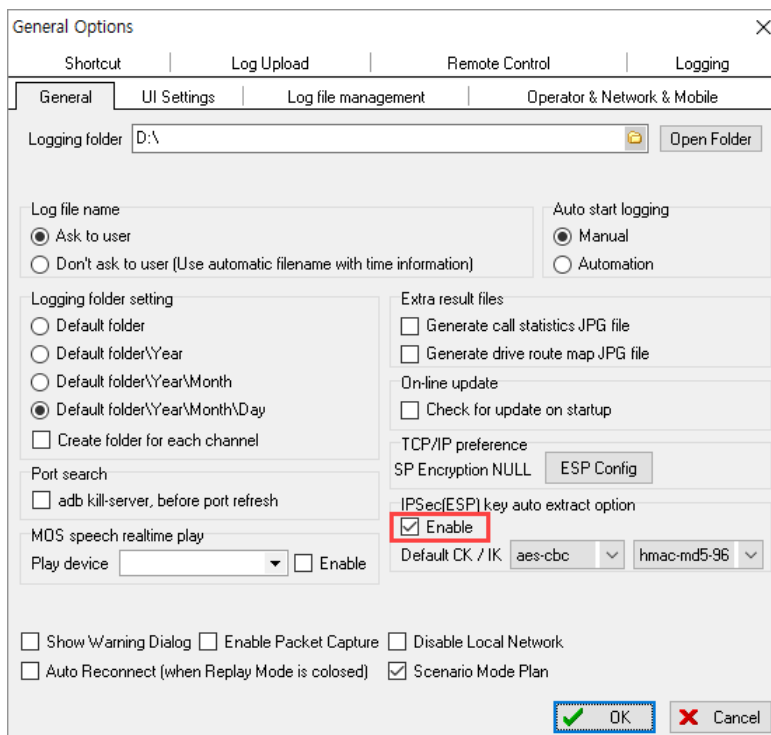 General Options
Shortcut Log Upload Remote Control Logging
General UI Settings Log file management Operator & Network & Mobile
Logging folder D:\ Open Folder
Log file name
Ask to user
Don't ask to user (Use automatic filename with time information)
Auto start logging
Manual
Automation
Logging folder setting
Default folder
Default folder\Year
Default folder\Year\Month
Default folder\Year\Month\Day
Create folder for each channel
Port search
adb kill-server, before port refresh
MOS speech realtime play
Play device Enable
Extra result files
Generate call statistics JPG file
Generate drive route map JPG file
On-line update
Check for update on startup
TCP/IP preference
SP Encryption NULL ESP Config
IPSec(ESP) key auto extract option
Enable
Default CK / IK aes-cbc hmac-md5-96
Show Warning Dialog Enable Packet Capture Disable Local Network
Auto Reconnect (when Replay Mode is colosed) Scenario Mode Plan
OK Cancel